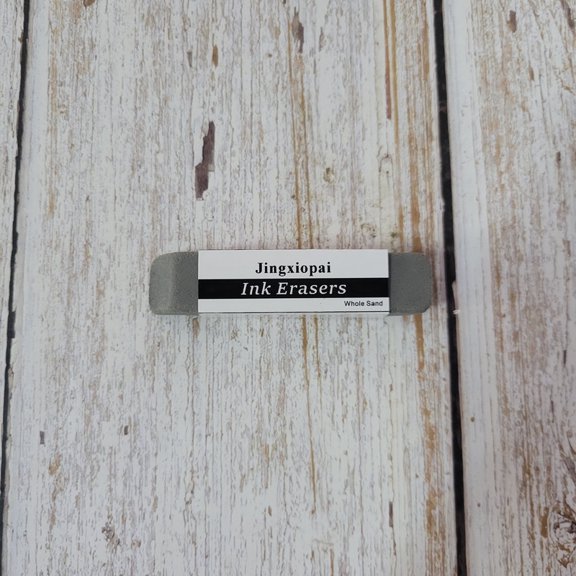 Jingxiopai
Ink Erasers
Whole Sand